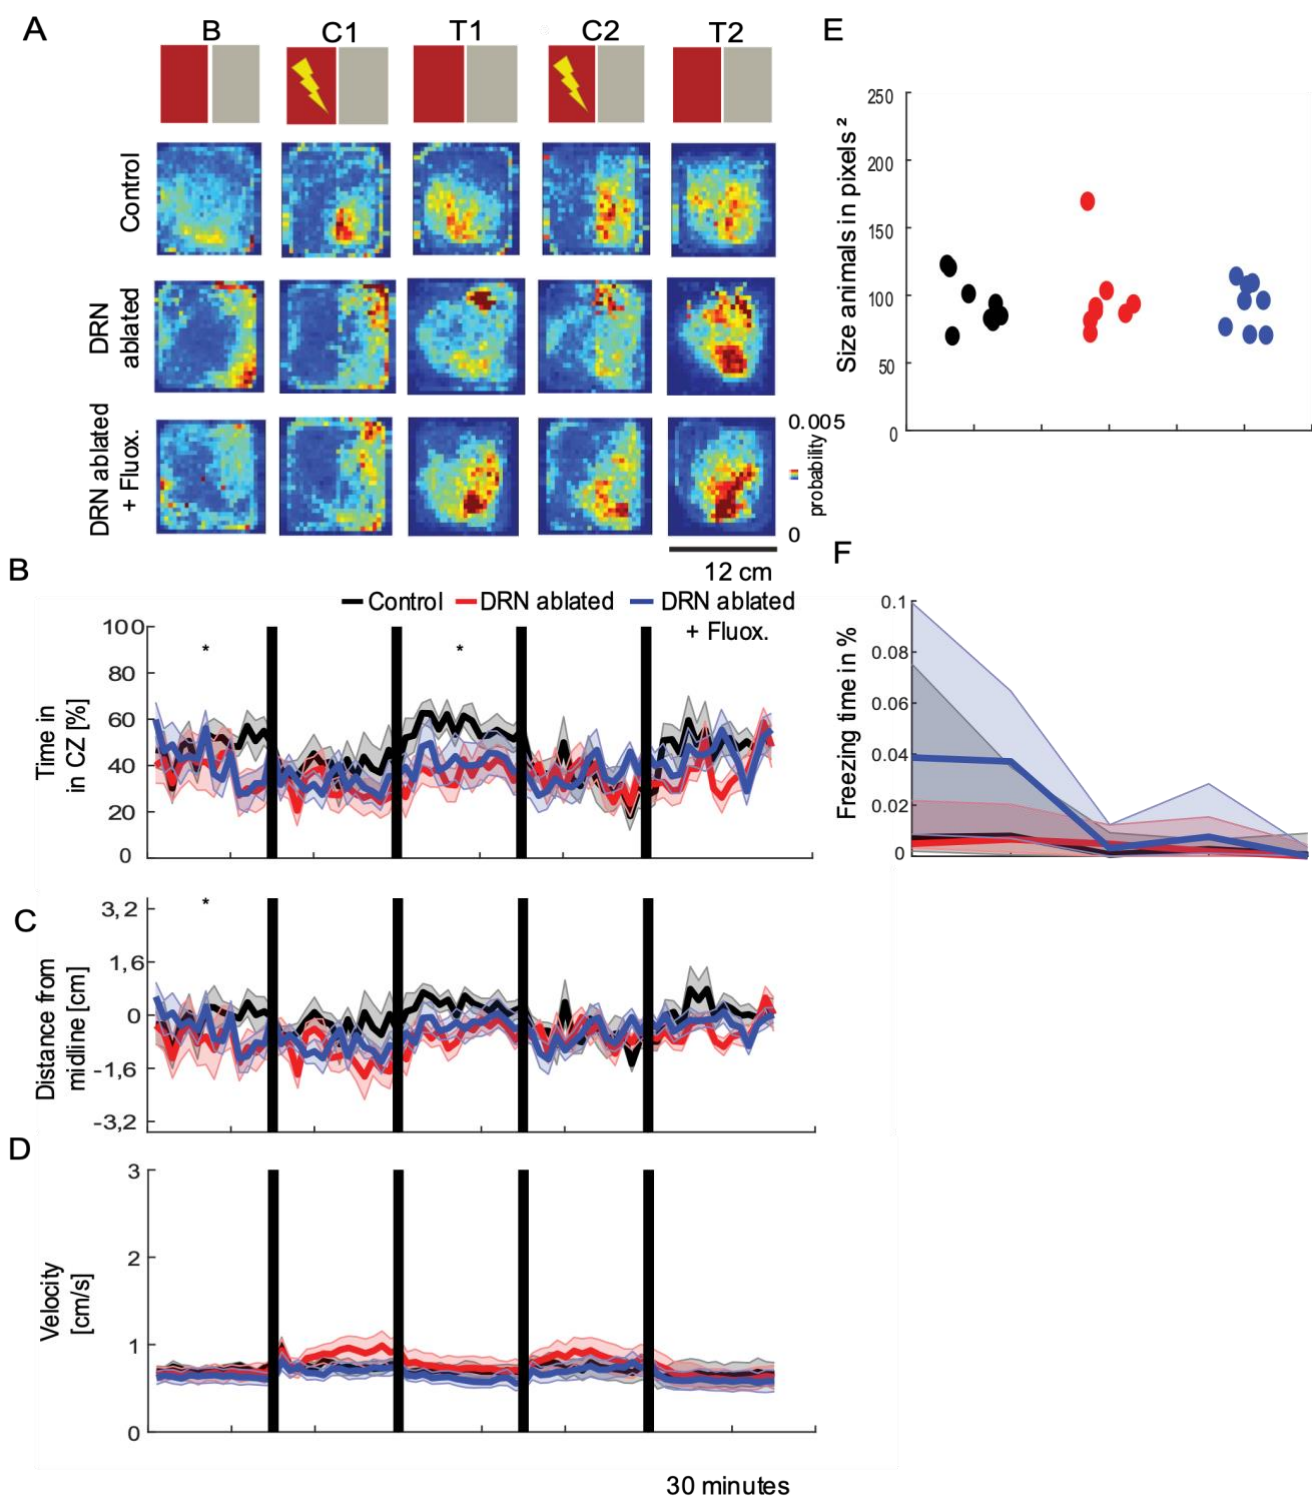 A
B C1 T1 C2 T2
Control
DRN
ablated
DRN ablated
+ Fluox.
0.005
probability
0
12 cm
E
Size animals in pixels ²
250
200
150
100
50
0
B
Control DRN ablated DRN ablated
+ Fluox.
Time in
in CZ [%]
100
80
60
40
20
0
*
*
F
Freezing time in %
0.1
0.08
0.06
0.04
0.02
0
C
Distance from
midline [cm]
3,2
1,6
0
-1,6
-3,2
*
D
Velocity
[cm/s]
3
2
1
0
30 minutes